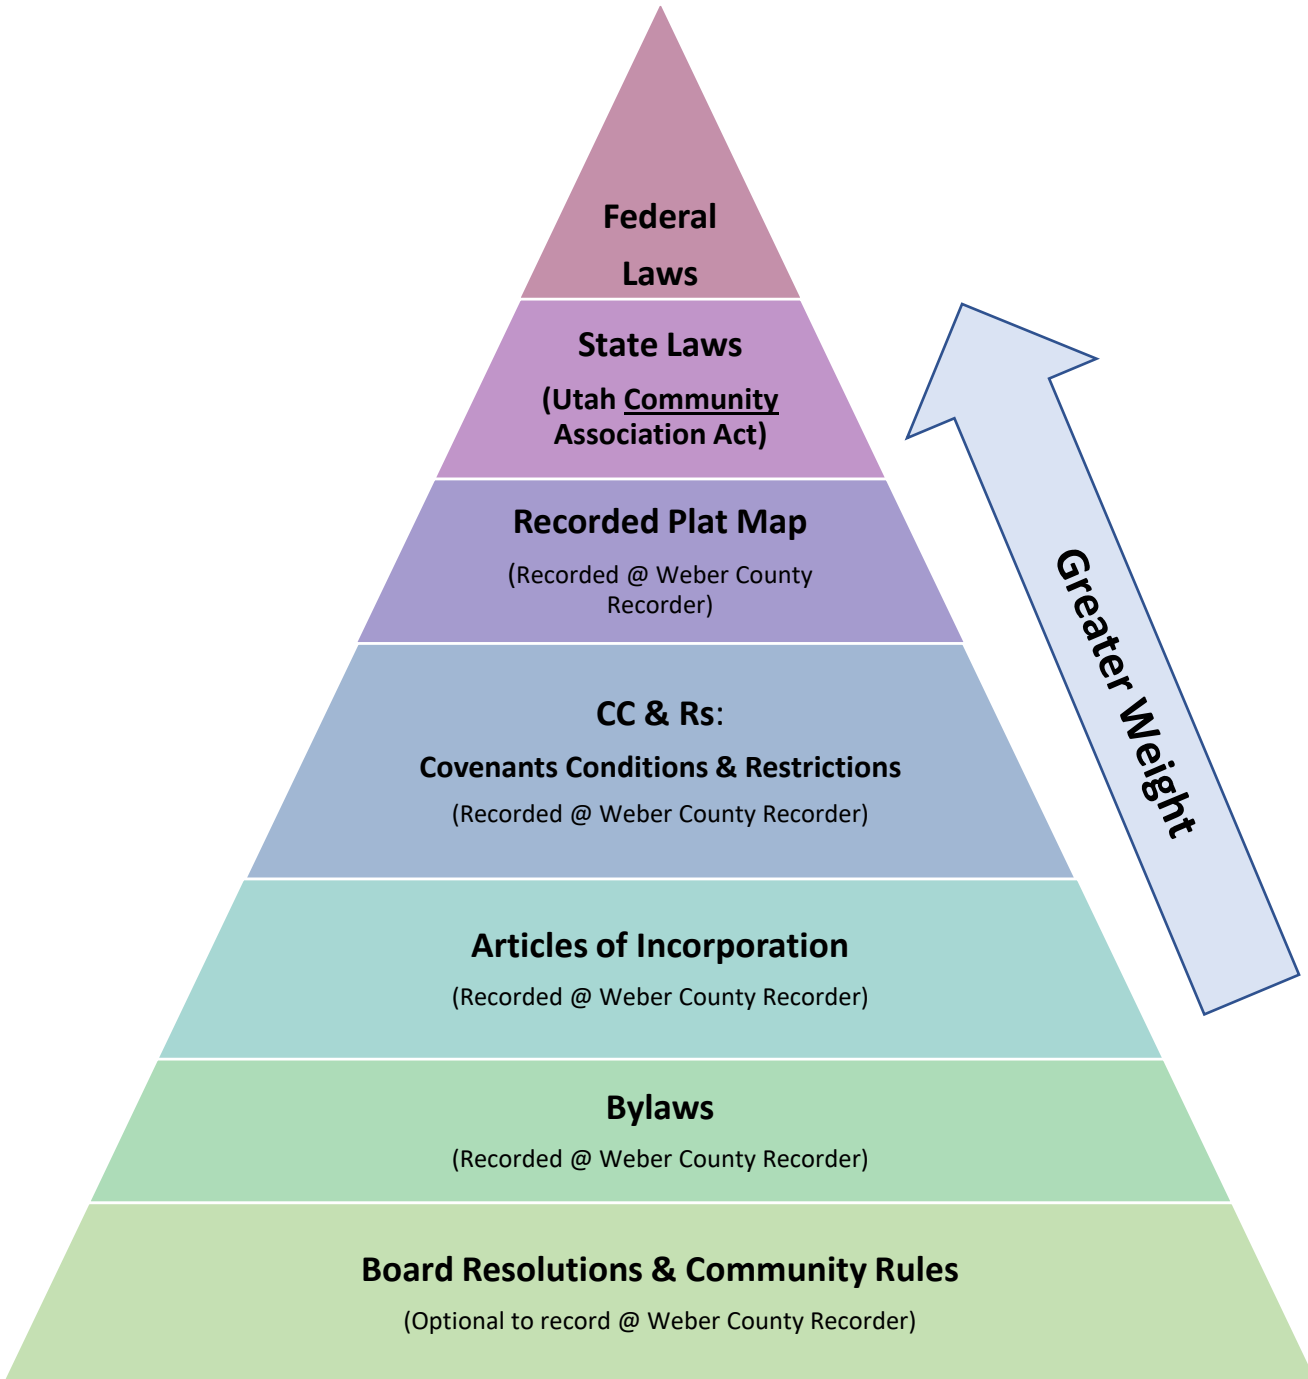 Federal
Laws
State Laws
(Utah Community
Association Act)
Recorded Plat Map
(Recorded @ Weber County
Recorder)
CC & Rs:
Covenants Conditions & Restrictions
(Recorded @ Weber County Recorder)
Articles of Incorporation
(Recorded @ Weber County Recorder)
Bylaws
(Recorded @ Weber County Recorder)
Board Resolutions & Community Rules
(Optional to record @ Weber County Recorder)
Greater Weight